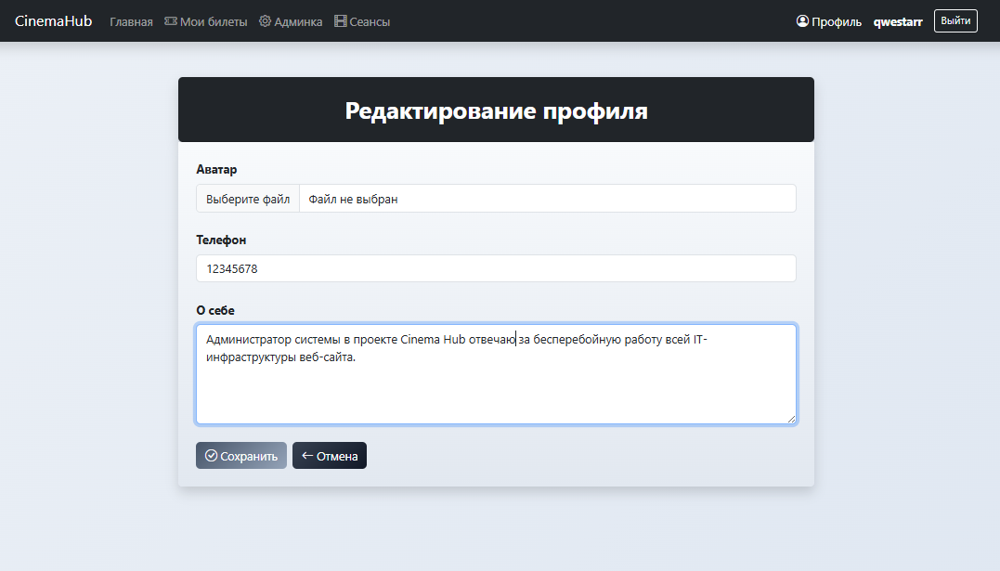 CinemaHub Главная Мои билеты Админка Сеансы Профиль qwestarr Выйти
Редактирование профиля
Аватар
Выберите файл Файл не выбран
Телефон
12345678
О себе
Администратор системы в проекте Cinema Hub отвечаю за бесперебойную работу всей IT-
инфраструктуры веб-сайта.
Сохранить Отмена